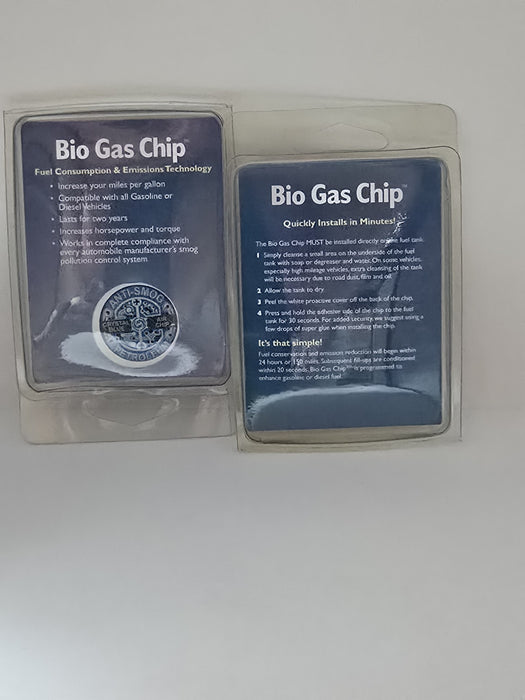 Bio Gas Chip™
Fuel Consumption & Emissions Technology
• Increase your miles per gallon
• Compatible with all Gasoline or
Diesel Vehicles
• Lasts for two years
• Increases horsepower and torque
• Works in complete compliance with
every automobile manufacturer's smog
pollution control system
ANTI-SMOG
CRYSTAL
BLUE
AIR
CHIP
Bio Gas Chip™
Quickly Installs in Minutes!
The Bio Gas Chip MUST be installed directly on the fuel tank.
1 Simply cleanse a small area on the underside of the fuel
tank with soap or degreaser and water. On some vehicles,
especially high mileage vehicles, extra cleansing of the tank
will be necessary due to road dust, film and oil.
2 Allow the tank to dry.
3 Peel the white proactive cover off the back of the chip.
4 Press and hold the adhesive side of the chip to the fuel
tank for 30 seconds. For added security, we suggest using a
few drops of super glue when installing the chip.
It's that simple!
Fuel conservation and emission reduction will begin within
24 hours or 150 miles. Subsequent fill-ups are conditioned
within 20 seconds. Bio Gas Chip™ is programmed to
enhance gasoline or diesel fuel.